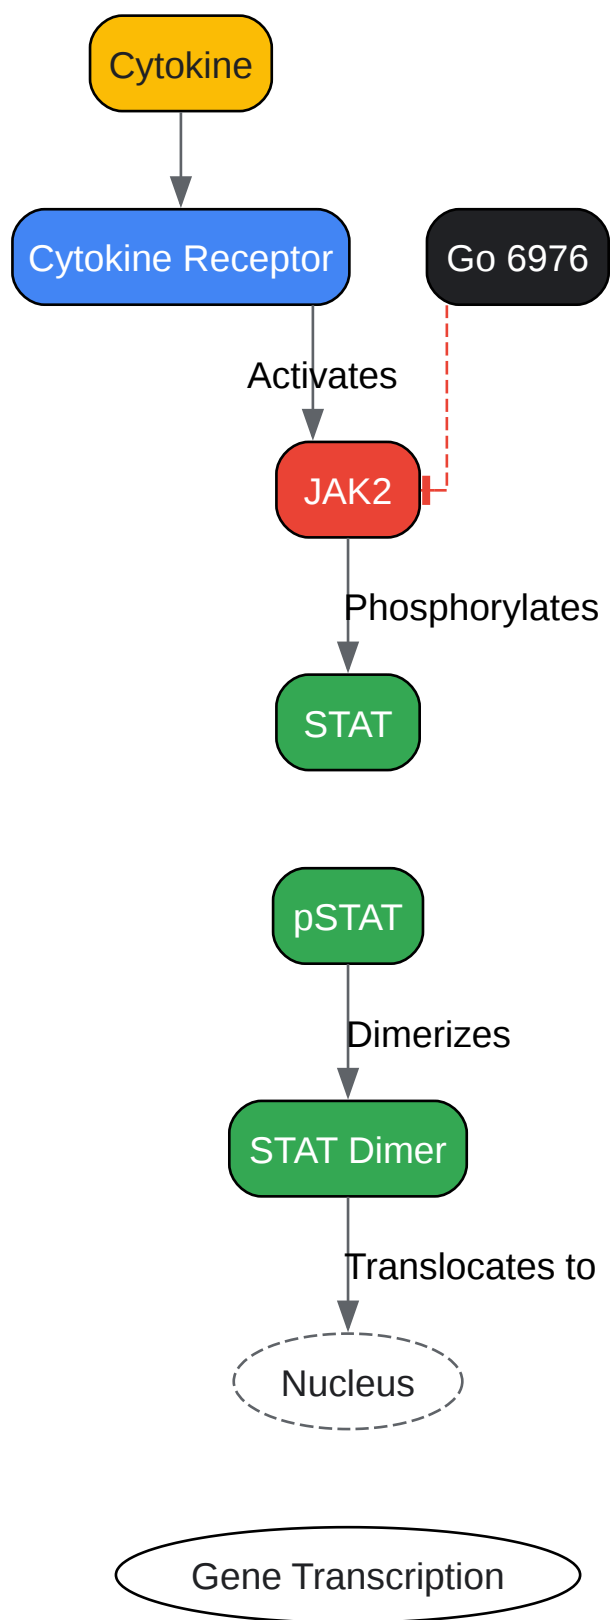 Cytokine
Cytokine Receptor
Go 6976
Activates
JAK2
Phosphorylates
STAT
pSTAT
Dimerizes
STAT Dimer
Translocates to
Nucleus
Gene Transcription